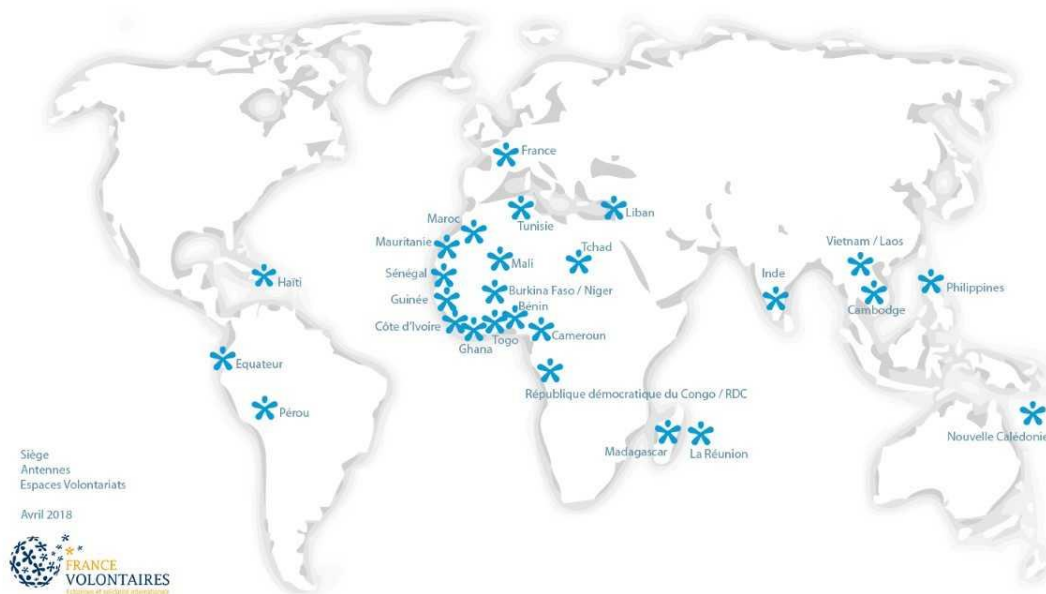 France
Maroc
Tunisie
Liban
Mauritanie
Tchad
Vietnam / Laos
Mali
Sénégal
Inde
Haïti
Burkina Faso / Niger
Philippines
Guinée
Bénin
Cambodge
Côte d'Ivoire
Togo
Cameroun
Ghana
Equateur
République démocratique du Congo / RDC
Pérou
Nouvelle Calédonie
Madagascar
La Réunion
Siège
Antennes
Espaces Volontariats
Avril 2018
FRANCE
VOLONTAIRES